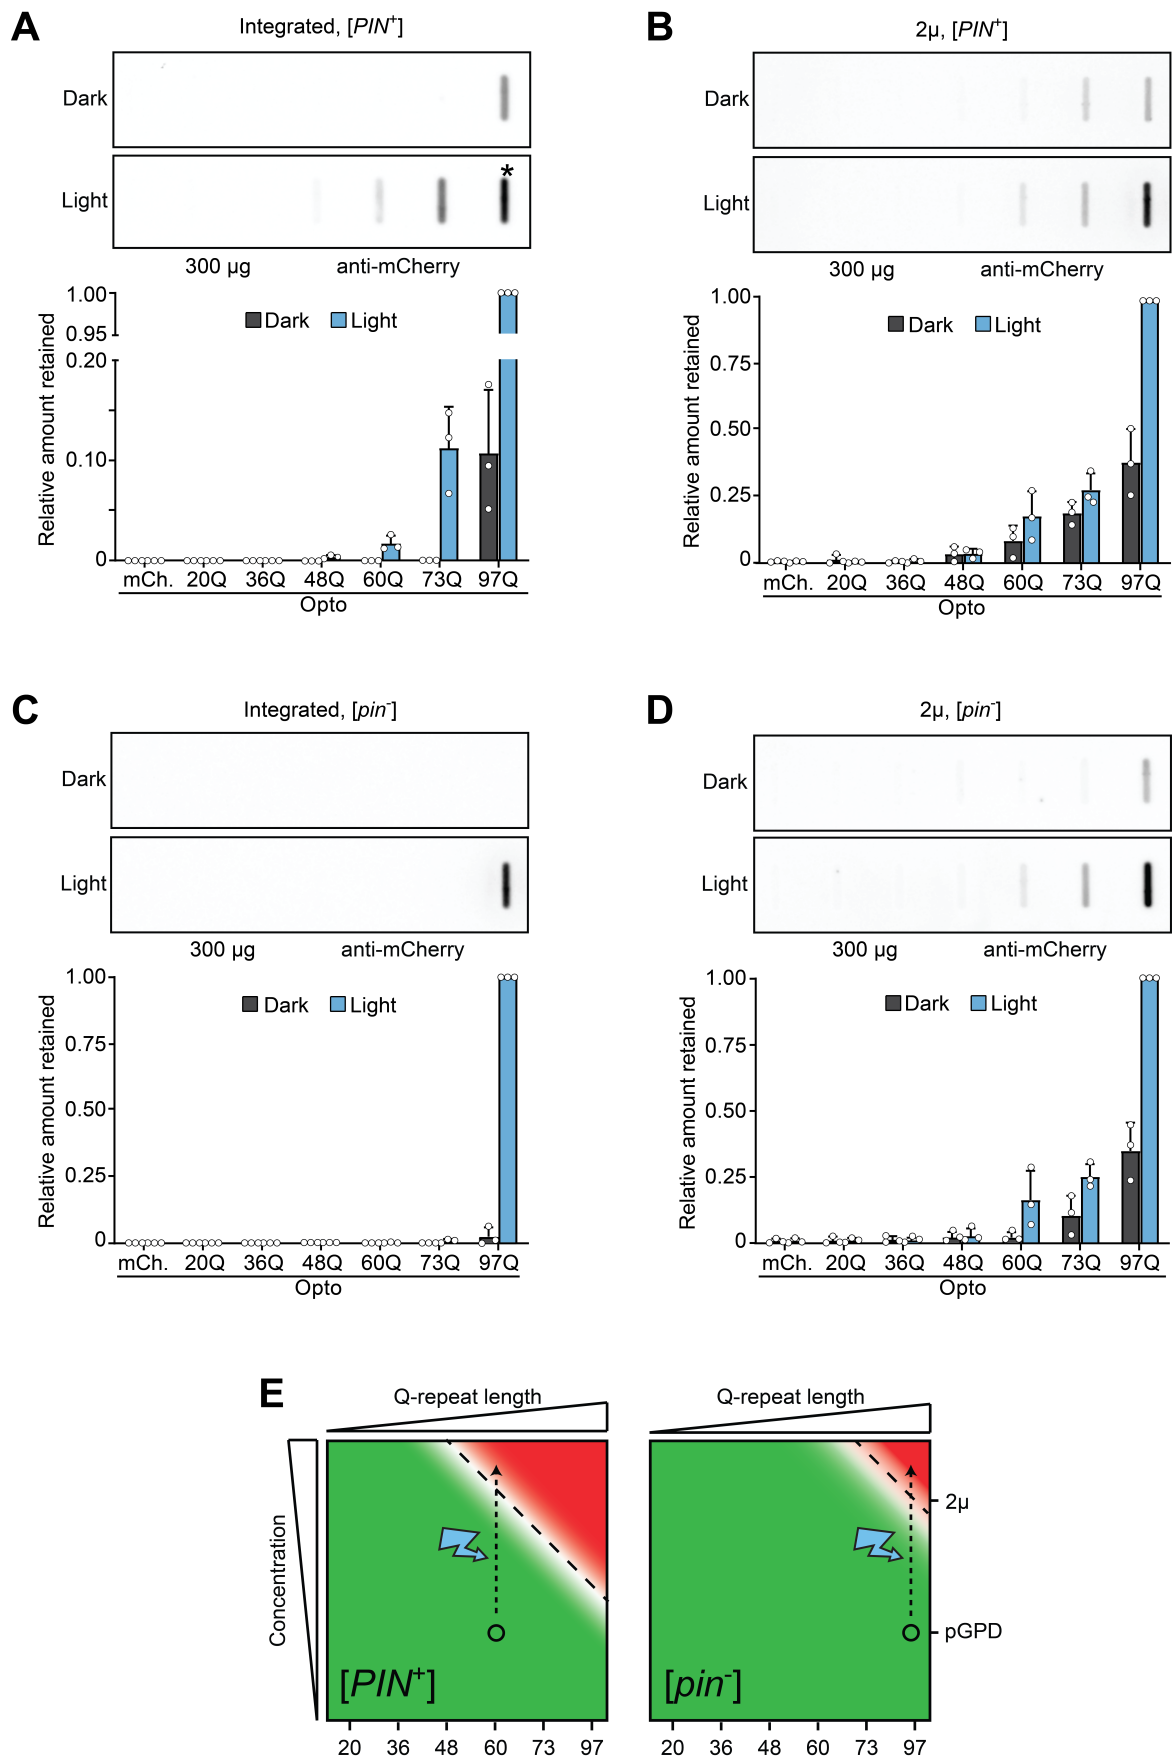 A
Integrated, [PIN⁺]
Dark
Light
*
300 µg anti-mCherry
Relative amount retained
1.00
0.95
0.20
0.10
0
Dark Light
mCh. 20Q 36Q 48Q 60Q 73Q 97Q
Opto
B
2µ, [PIN⁺]
Dark
Light
300 µg anti-mCherry
Relative amount retained
1.00
0.75
0.50
0.25
0
Dark Light
mCh. 20Q 36Q 48Q 60Q 73Q 97Q
Opto
C
Integrated, [pin⁻]
Dark
Light
300 µg anti-mCherry
Relative amount retained
1.00
0.75
0.50
0.25
0
Dark Light
mCh. 20Q 36Q 48Q 60Q 73Q 97Q
Opto
D
2µ, [pin⁻]
Dark
Light
300 µg anti-mCherry
Relative amount retained
1.00
0.75
0.50
0.25
0
Dark Light
mCh. 20Q 36Q 48Q 60Q 73Q 97Q
Opto
E
Q-repeat length
Concentration
[PIN⁺]
20 36 48 60 73 97
Q-repeat length
2µ
pGPD
[pin⁻]
20 36 48 60 73 97